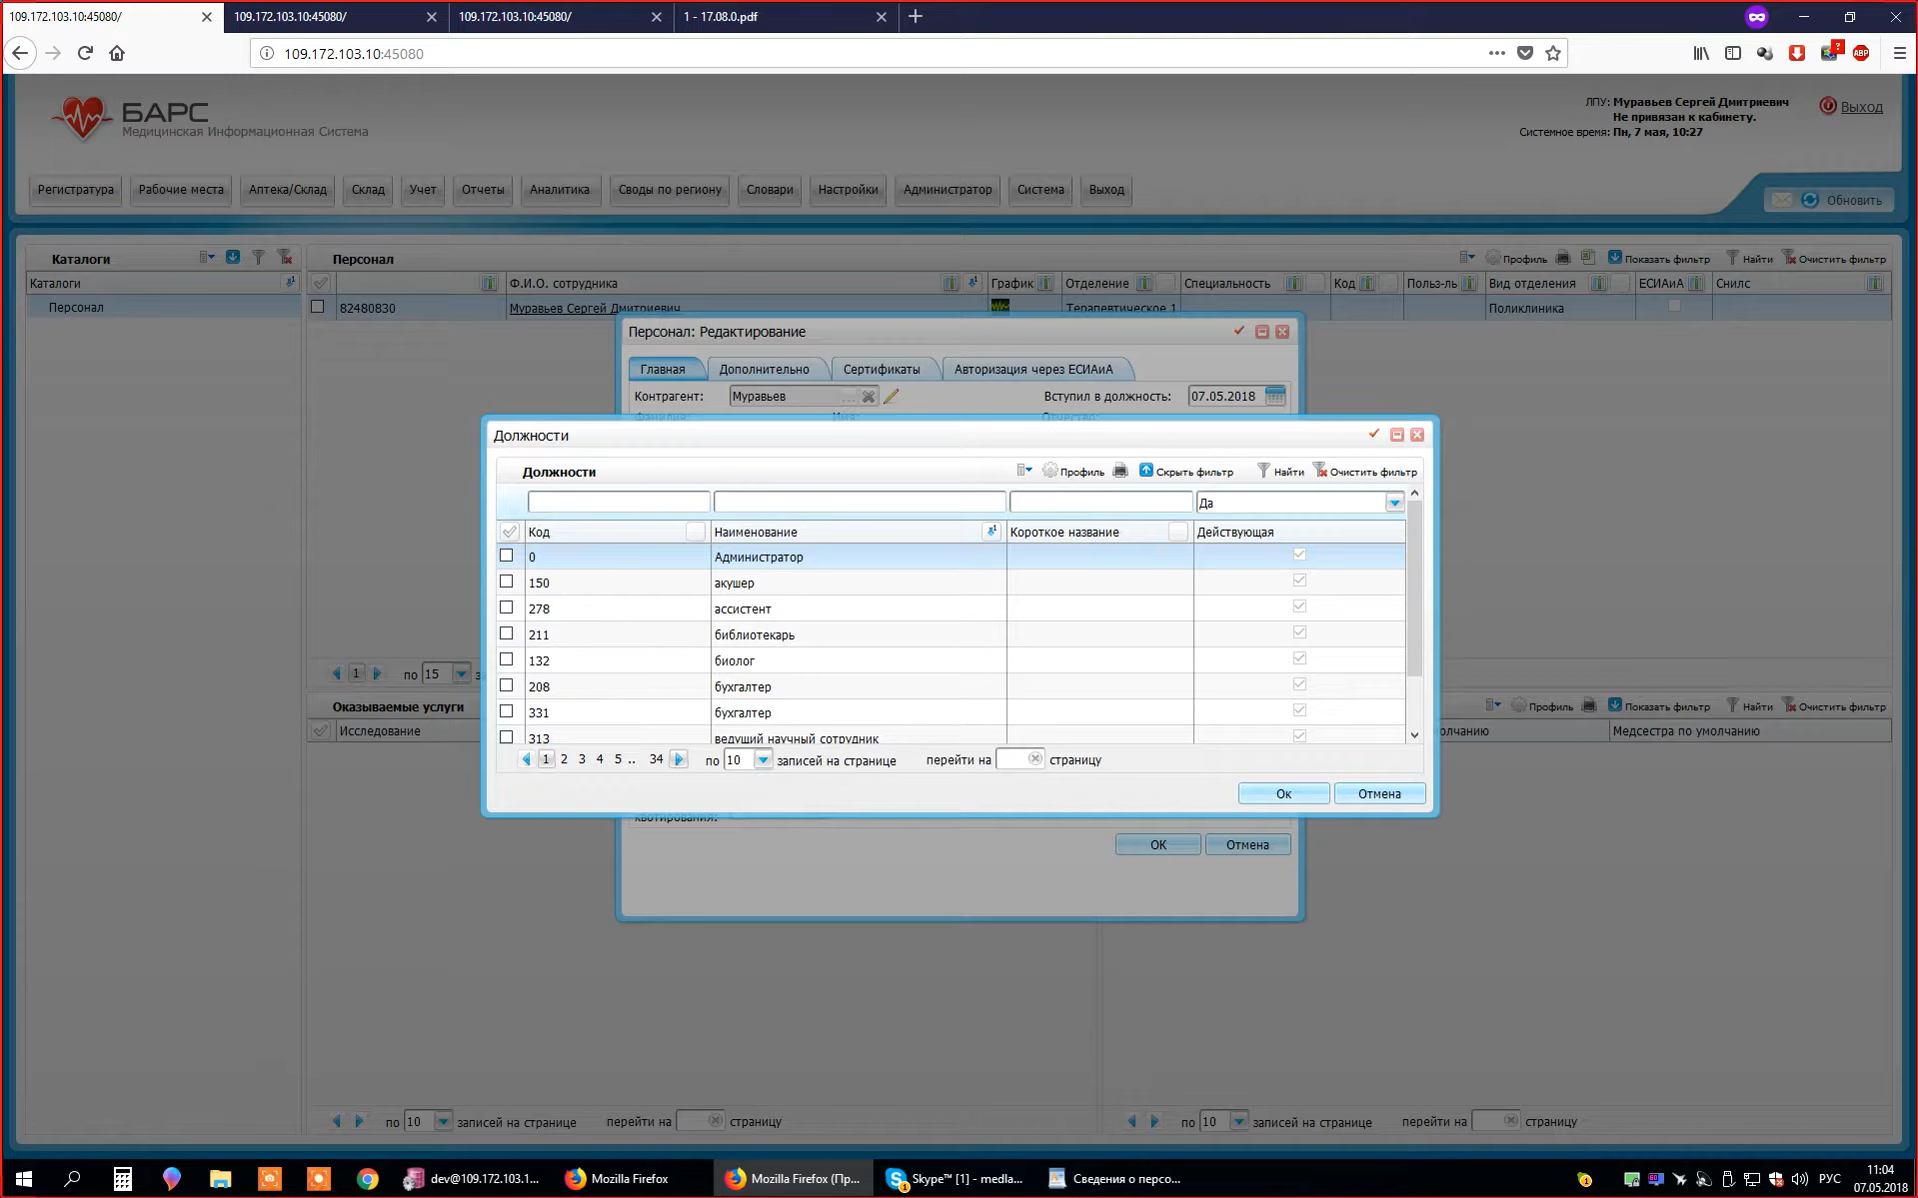 109.172.103.10:45080/
109.172.103.10:45080/
109.172.103.10:45080/
1 - 17.08.0.pdf
109.172.103.10:45080
ABP
БАРС
Медицинская Информационная Система
ЛПУ: Муравьев Сергей Дмитриевич
Не привязан к кабинету.
Системное время: Пн, 7 мая, 10:27
Выход
Регистратура Рабочие места Аптека/Склад Склад Учет Отчеты Аналитика Своды по региону Словари Настройки Администратор Система Выход
Обновить
Каталоги
Каталоги
Персонал
Персонал
Профиль Показать фильтр Найти Очистить фильтр
Ф.И.О. сотрудника График Отделение Специальность Код Польз-ль Вид отделения ЕСИАиА Снилс
82480830 Муравьев Сергей Дмитриевич Терапевтическое 1 Поликлиника
Персонал: Редактирование
Главная Дополнительно Сертификаты Авторизация через ЕСИАиА
Контрагент: Муравьев Вступил в должность: 07.05.2018
Фамилия: Имя: Отчество:
Должности
Должности
Профиль Скрыть фильтр Найти Очистить фильтр
Да
Код Наименование Короткое название Действующая
0 Администратор
150 акушер
278 ассистент
211 библиотекарь
132 биолог
208 бухгалтер
331 бухгалтер
313 ведущий научный сотрудник
1 2 3 4 5 .. 34 по 10 записей на странице перейти на страницу
Ок Отмена
квотирования:
ОК Отмена
1 по 15
Оказываемые услуги
Исследование
Профиль Показать фильтр Найти Очистить фильтр
олчанию Медсестра по умолчанию
по 10 записей на странице перейти на страницу
по 10 записей на странице перейти на страницу
dev@109.172.103.1... Mozilla Firefox Mozilla Firefox (Пр... Skype™ [1] - medla... Сведения о персо...
РУС
11:04
07.05.2018